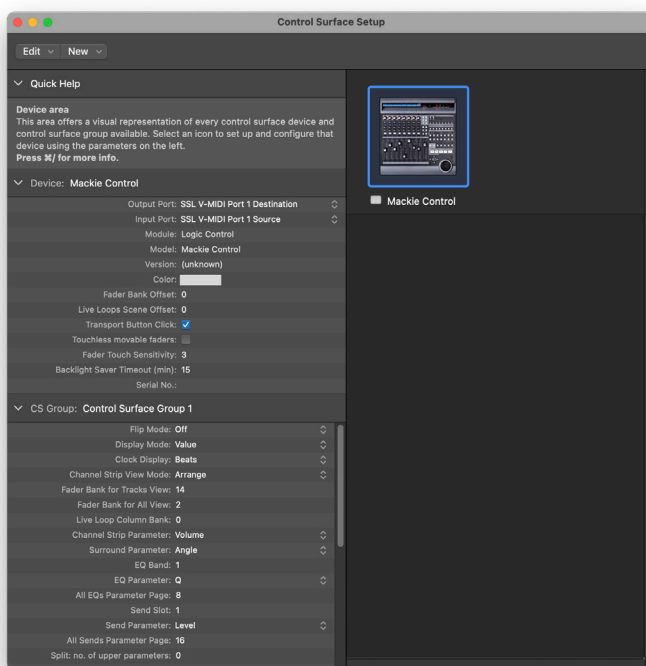 Control Surface Setup
Edit New
Quick Help
Device area
This area offers a visual representation of every control surface device and
control surface group available. Select an icon to set up and configure that
device using the parameters on the left.
Press ⌘/ for more info.
Device: Mackie Control
Output Port: SSL V-MIDI Port 1 Destination
Input Port: SSL V-MIDI Port 1 Source
Module: Logic Control
Model: Mackie Control
Version: (unknown)
Color:
Fader Bank Offset: 0
Live Loops Scene Offset: 0
Transport Button Click:
Touchless movable faders:
Fader Touch Sensitivity: 3
Backlight Saver Timeout (min): 15
Serial No.:
CS Group: Control Surface Group 1
Flip Mode: Off
Display Mode: Value
Clock Display: Beats
Channel Strip View Mode: Arrange
Fader Bank for Tracks View: 14
Fader Bank for All View: 2
Live Loop Column Bank: 0
Channel Strip Parameter: Volume
Surround Parameter: Angle
EQ Band: 1
EQ Parameter: Q
All EQs Parameter Page: 8
Send Slot: 1
Send Parameter: Level
All Sends Parameter Page: 16
Split: no. of upper parameters: 0
Mackie Control